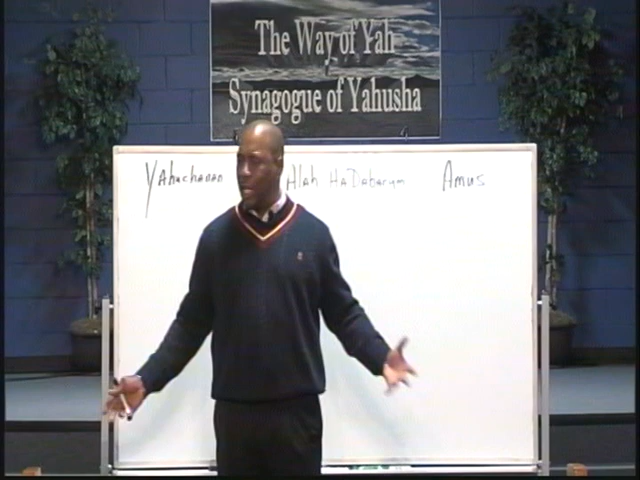 The Way of Yah
Synagogue of Yahusha
Yahuchanan Alah HaDabarym Amus